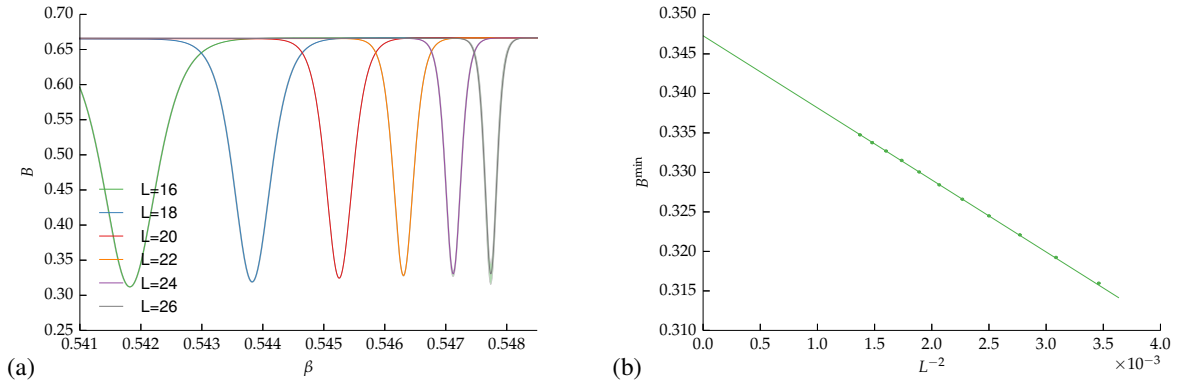 0.70
0.65
0.60
0.55
0.50
0.45
0.40
0.35
0.30
0.25
B
L=16
L=18
L=20
L=22
L=24
L=26
0.541 0.542 0.543 0.544 0.545 0.546 0.547 0.548
β
(a)
0.350
0.345
0.340
0.335
0.330
0.325
0.320
0.315
0.310
B^min
0.0 0.5 1.0 1.5 2.0 2.5 3.0 3.5 4.0
L⁻² ×10⁻³
(b)